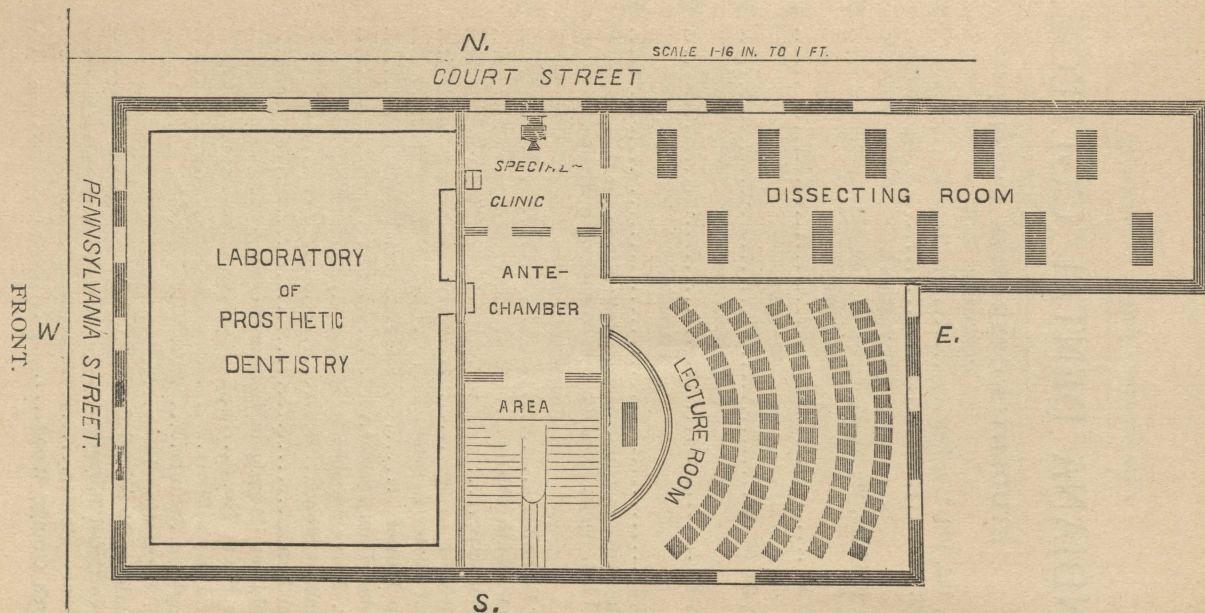 N.
SCALE 1-16 IN. TO 1 FT.
COURT STREET
SPECIAL-
CLINIC
DISSECTING ROOM
PENNSYLVANIA STREET.
LABORATORY
OF
PROSTHETIC
DENTISTRY
ANTE-
CHAMBER
FRONT.
W
E.
LECTURE ROOM
AREA
S.